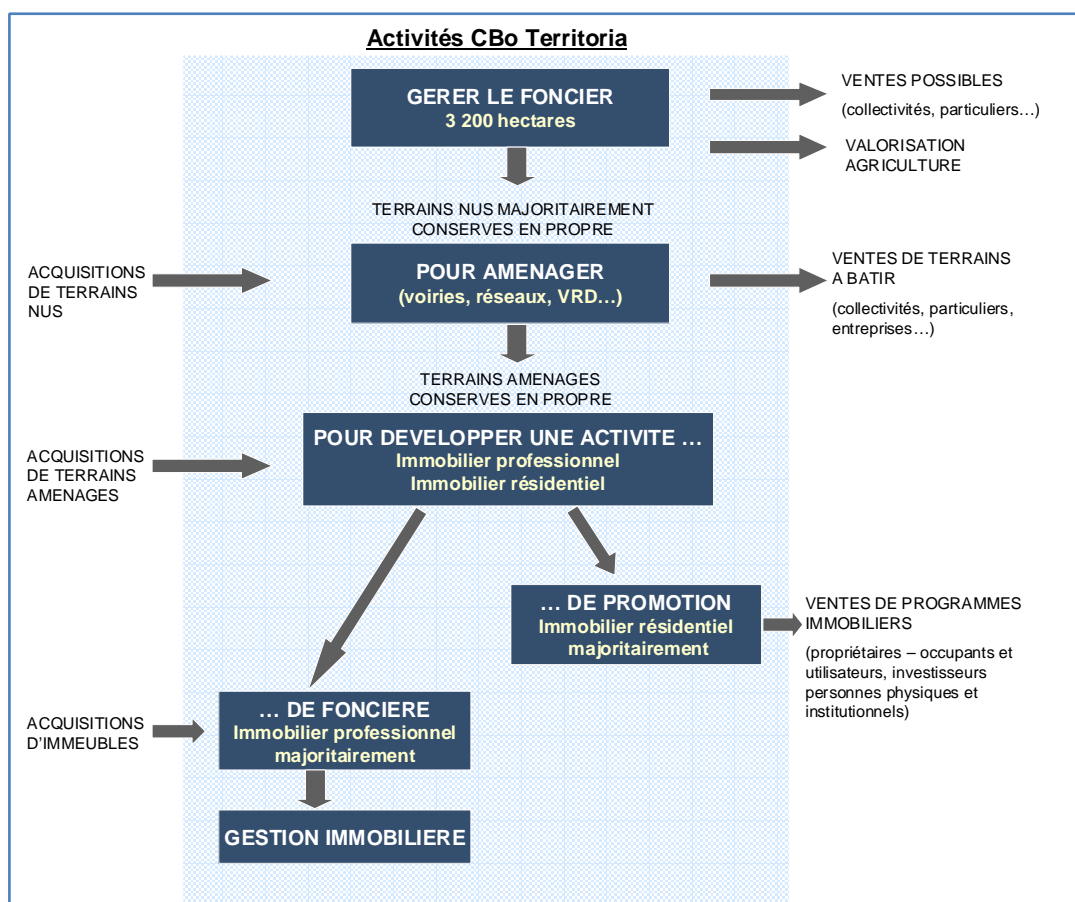 Activités CBo Territoria
GERER LE FONCIER
3 200 hectares
VENTES POSSIBLES
(collectivités, particuliers…)
VALORISATION
AGRICULTURE
TERRAINS NUS MAJORITAIREMENT
CONSERVES EN PROPRE
ACQUISITIONS
DE TERRAINS
NUS
POUR AMENAGER
(voiries, réseaux, VRD…)
VENTES DE TERRAINS
A BATIR
(collectivités, particuliers,
entreprises…)
TERRAINS AMENAGES
CONSERVES EN PROPRE
ACQUISITIONS
DE TERRAINS
AMENAGES
POUR DEVELOPPER UNE ACTIVITE …
Immobilier professionnel
Immobilier résidentiel
… DE PROMOTION
Immobilier résidentiel
majoritairement
VENTES DE PROGRAMMES
IMMOBILIERS
(propriétaires – occupants et
utilisateurs, investisseurs
personnes physiques et
institutionnels)
ACQUISITIONS
D'IMMEUBLES
… DE FONCIERE
Immobilier professionnel
majoritairement
GESTION IMMOBILIERE